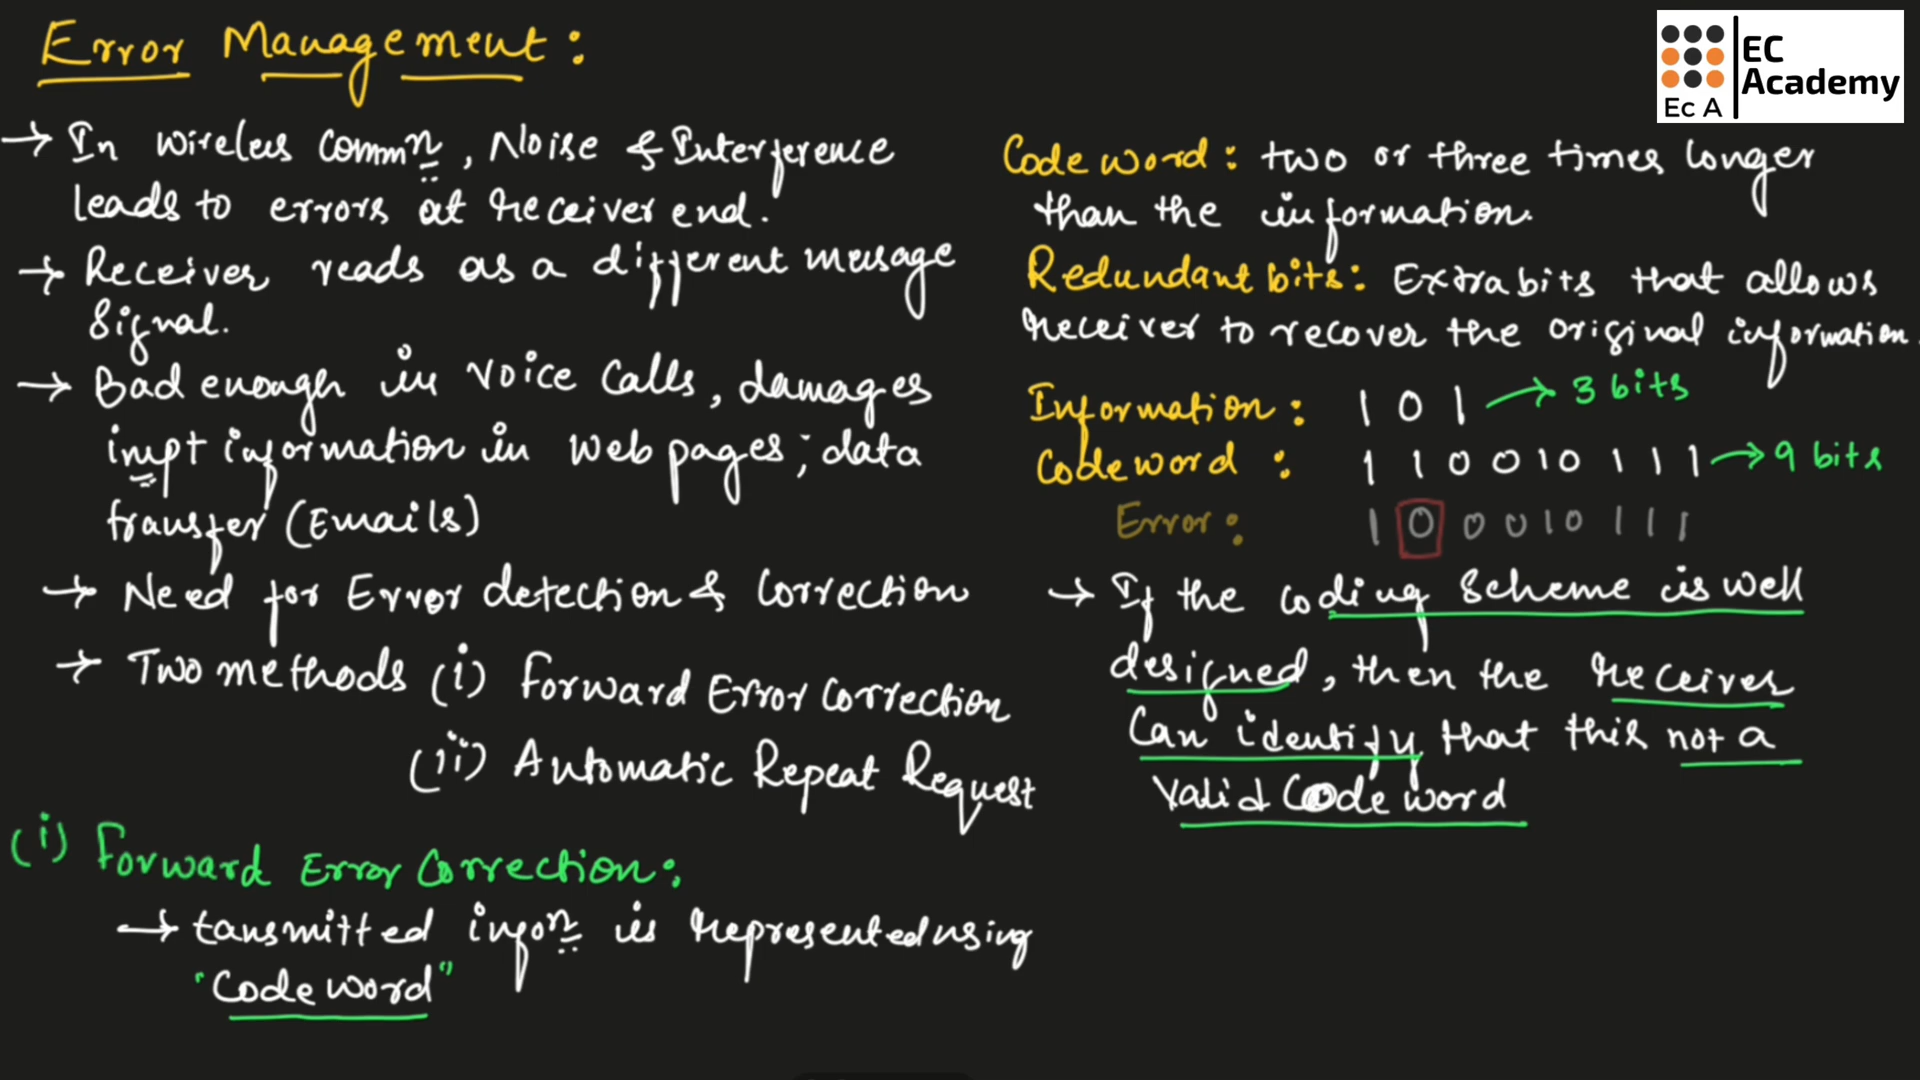 Error Management:
→ In wireless Commn, Noise & Interference
leads to errors at Receiver end.
→ Receiver reads as a different message
Signal.
→ Bad enough in voice calls, damages
impt information in web pages; data
transfer (Emails)
→ Need for Error detection & Correction
→ Two methods (i) Forward Error Correction
(ii) Automatic Repeat Request
(i) Forward Error Correction:
→ tansmitted infon is Represented using
"Code word"
EC
Academy
Ec A
Code word: two or three times longer
than the information.
Redundant bits: Extra bits that allows
Receiver to recover the original information.
Information: 1 0 1 → 3 bits
Code word: 1 1 0 0 1 0 1 1 1 → 9 bits
Error: 1 0 0 0 1 0 1 1 1
→ If the coding Scheme is well
designed, then the Receiver
Can identify that this not a
Valid Code word